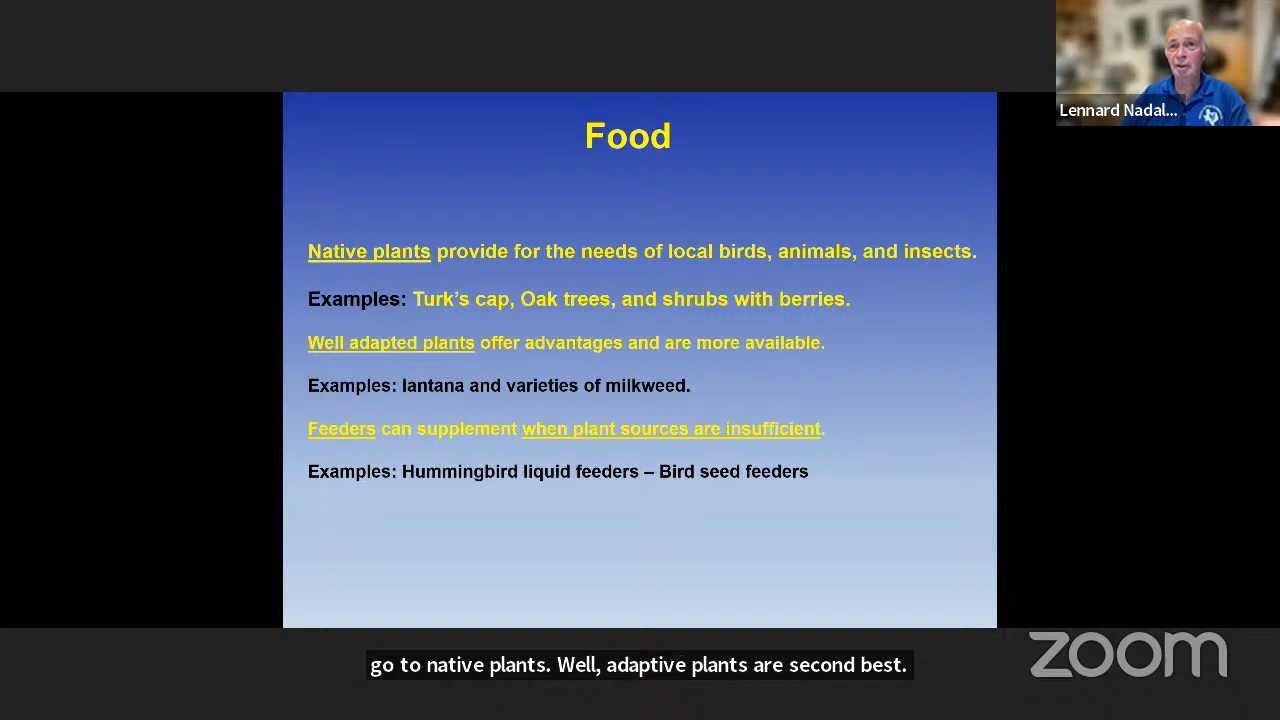 Lennard Nadal...
Food
Native plants provide for the needs of local birds, animals, and insects.
Examples: Turk’s cap, Oak trees, and shrubs with berries.
Well adapted plants offer advantages and are more available.
Examples: lantana and varieties of milkweed.
Feeders can supplement when plant sources are insufficient.
Examples: Hummingbird liquid feeders – Bird seed feeders
go to native plants. Well, adaptive plants are second best.
zoom